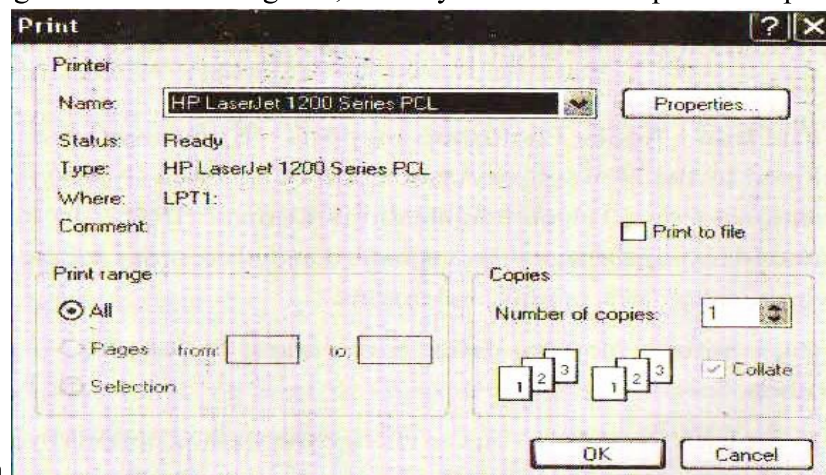 Print
Printer
Name: HP LaserJet 1200 Series PCL Properties...
Status: Ready
Type: HP LaserJet 1200 Series PCL
Where: LPT1:
Comment: Print to file
Print range
All
Pages from: to:
Selection
Copies
Number of copies: 1
1 2 3 1 2 3 Collate
OK Cancel